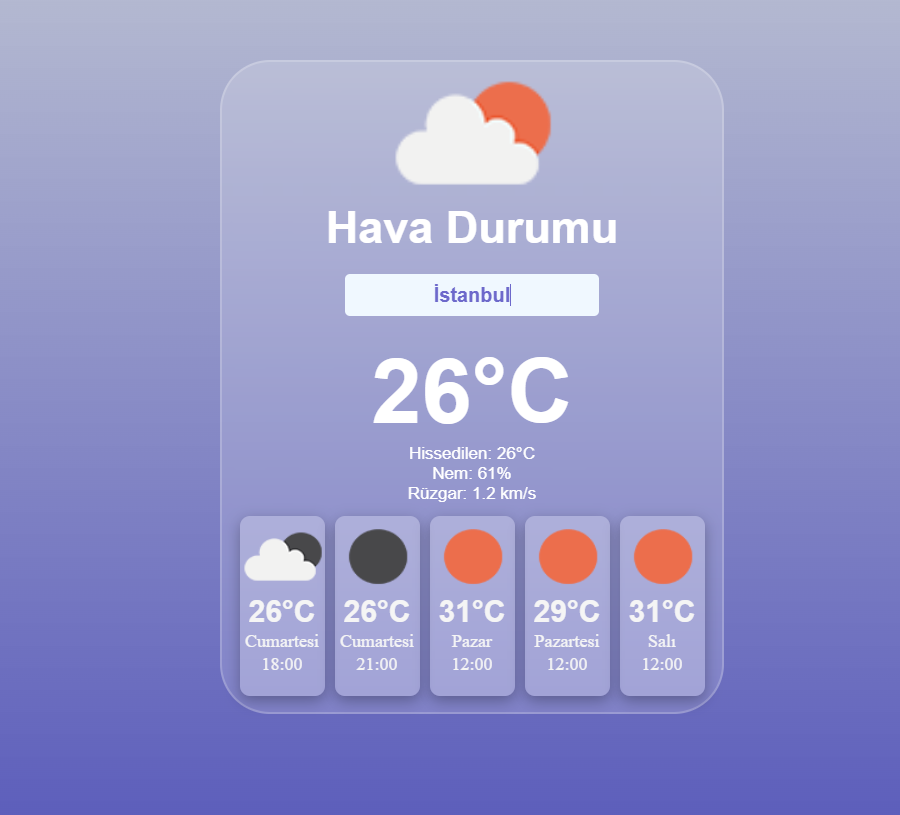 Hava Durumu
İstanbul
26°C
Hissedilen: 26°C
Nem: 61%
Rüzgar: 1.2 km/s
26°C
Cumartesi
18:00
26°C
Cumartesi
21:00
31°C
Pazar
12:00
29°C
Pazartesi
12:00
31°C
Salı
12:00